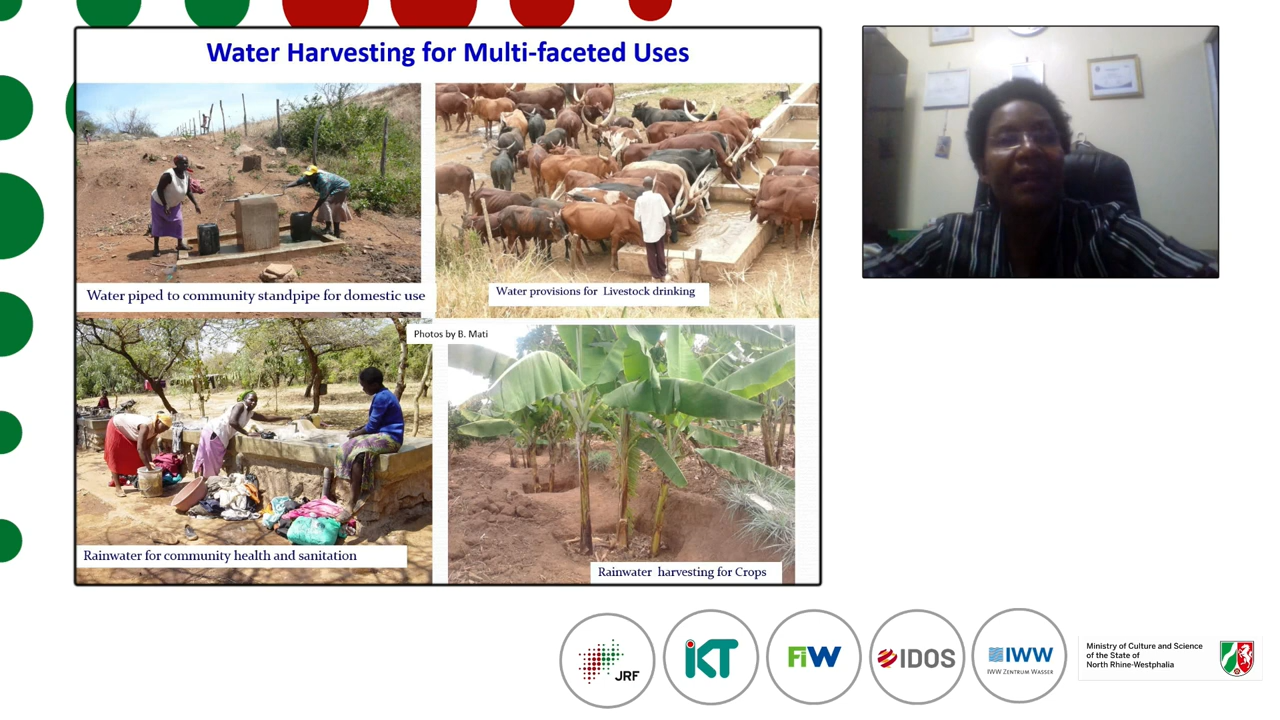 Water Harvesting for Multi-faceted Uses
Water piped to community standpipe for domestic use
Water provisions for Livestock drinking
Photos by B. Mati
Rainwater for community health and sanitation
Rainwater harvesting for Crops
JRF
iKT
FiW
IDOS
IWW
IWW ZENTRUM WASSER
Ministry of Culture and Science
of the State of
North Rhine-Westphalia